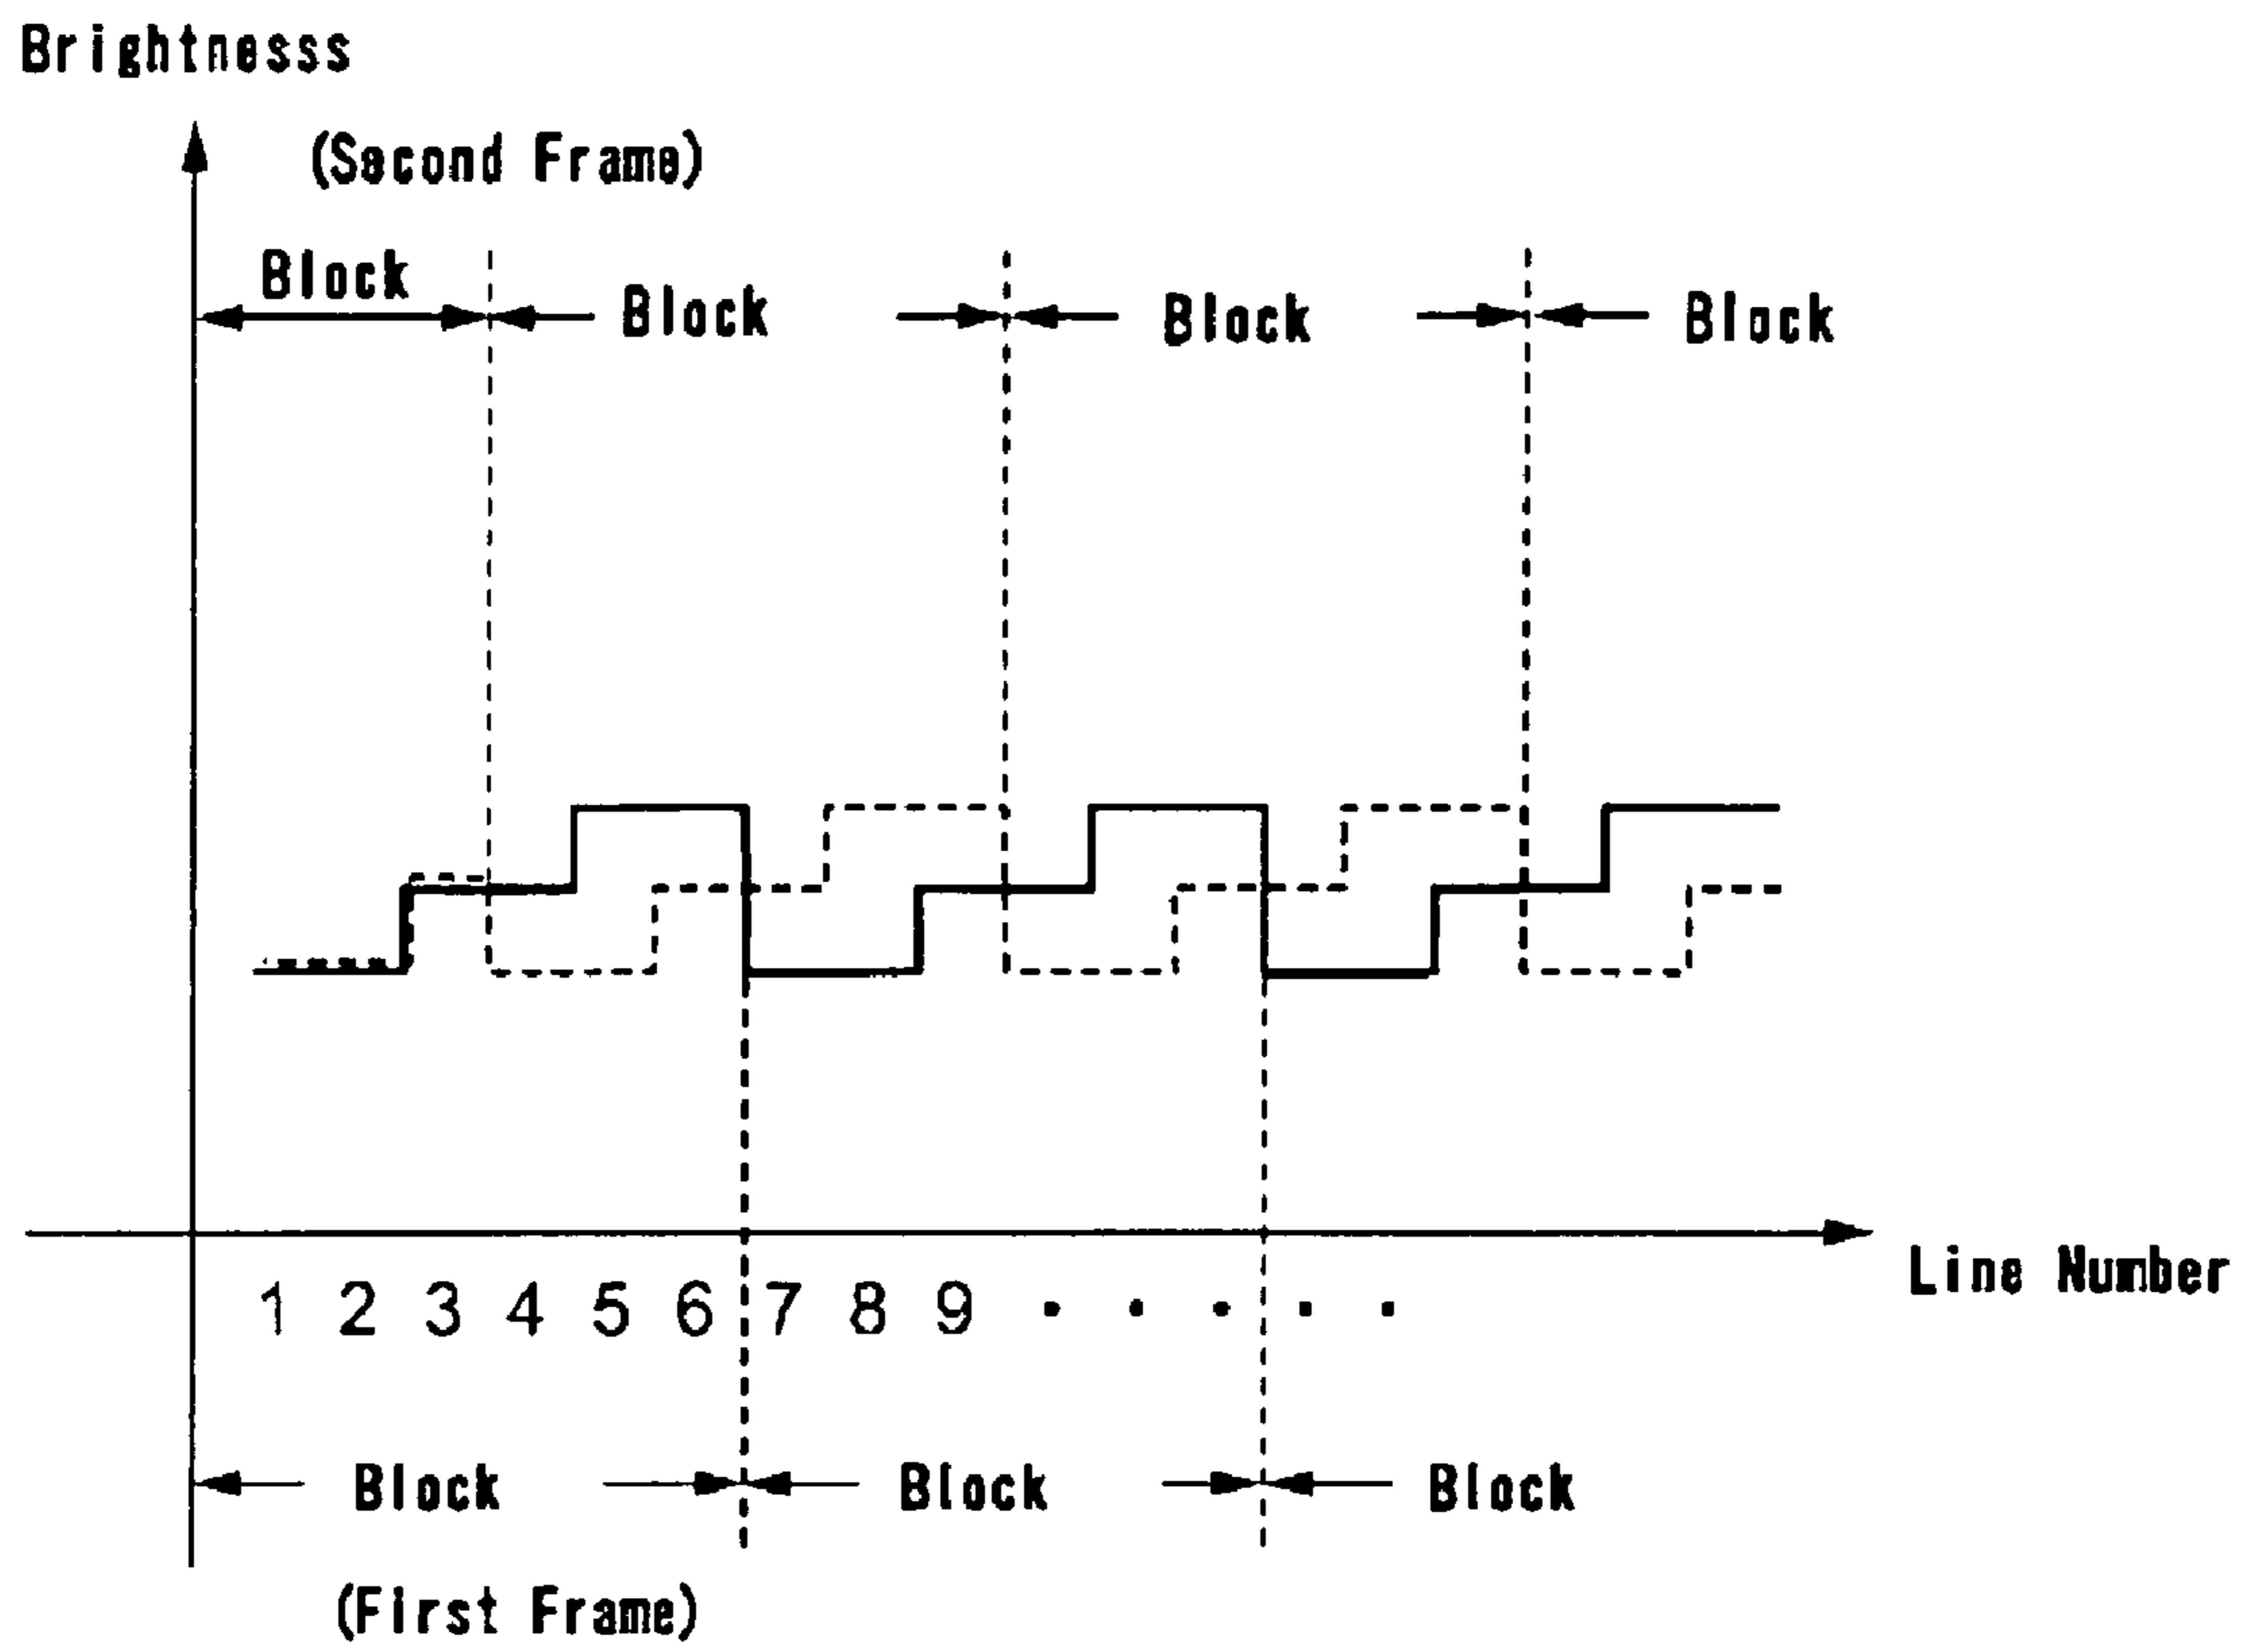 Brightnesss
(Second Frame)
Block Block Block Block
Line Number
1 2 3 4 5 6 7 8 9 · · · · ·
Block Block Block
(First Frame)